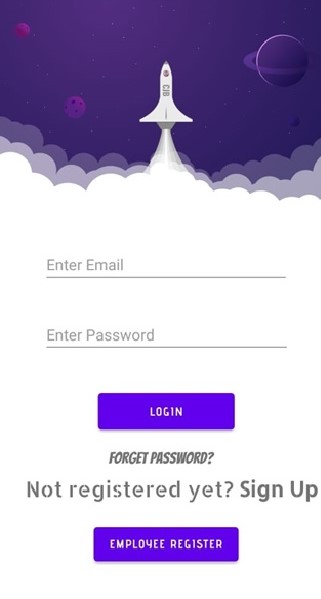 CIB
Enter Email
Enter Password
LOGIN
FORGET PASSWORD?
Not registered yet? Sign Up
EMPLOYEE REGISTER